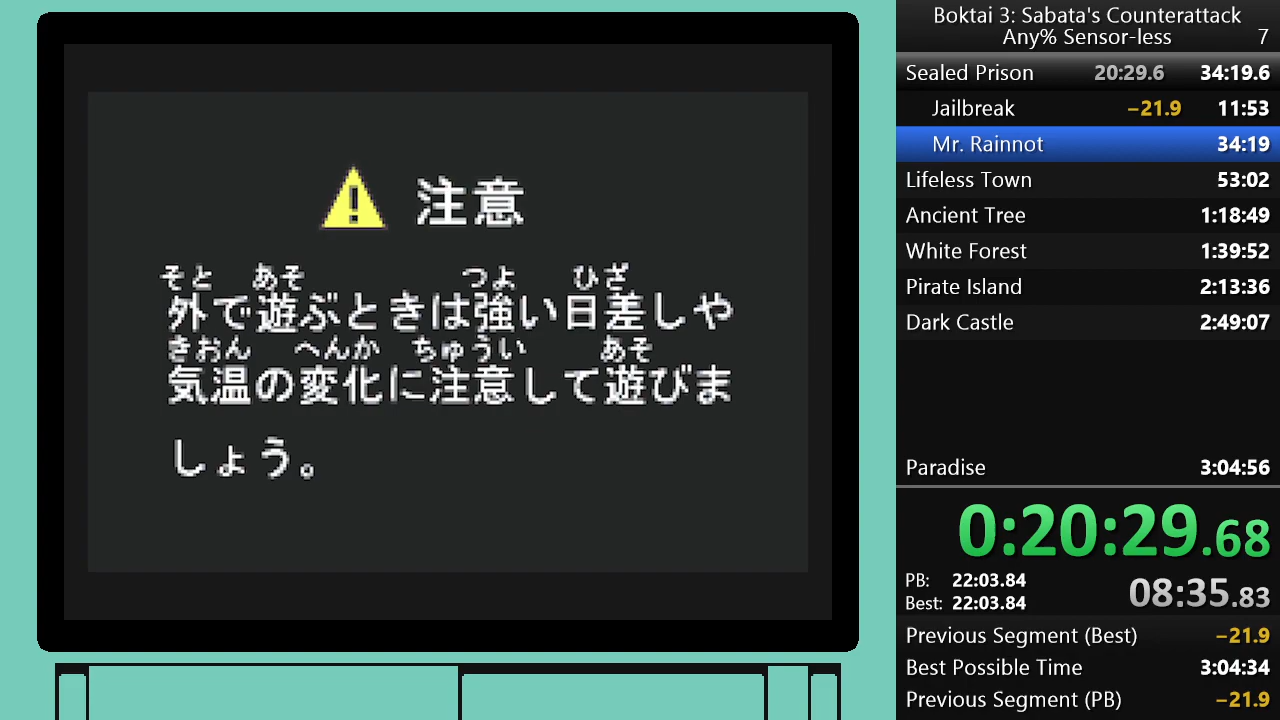 注意
そと あそ つよ ひざ
外で遊ぶときは強い日差しや
きおん へんか ちゅうい あそ
気温の変化に注意して遊びま
しょう。
Boktai 3: Sabata's Counterattack
Any% Sensor-less 7
Sealed Prison 20:29.6 34:19.6
Jailbreak −21.9 11:53
Mr. Rainnot 34:19
Lifeless Town 53:02
Ancient Tree 1:18:49
White Forest 1:39:52
Pirate Island 2:13:36
Dark Castle 2:49:07
Paradise 3:04:56
0:20:29.68
PB: 22:03.84
Best: 22:03.84
08:35.83
Previous Segment (Best) −21.9
Best Possible Time 3:04:34
Previous Segment (PB) −21.9